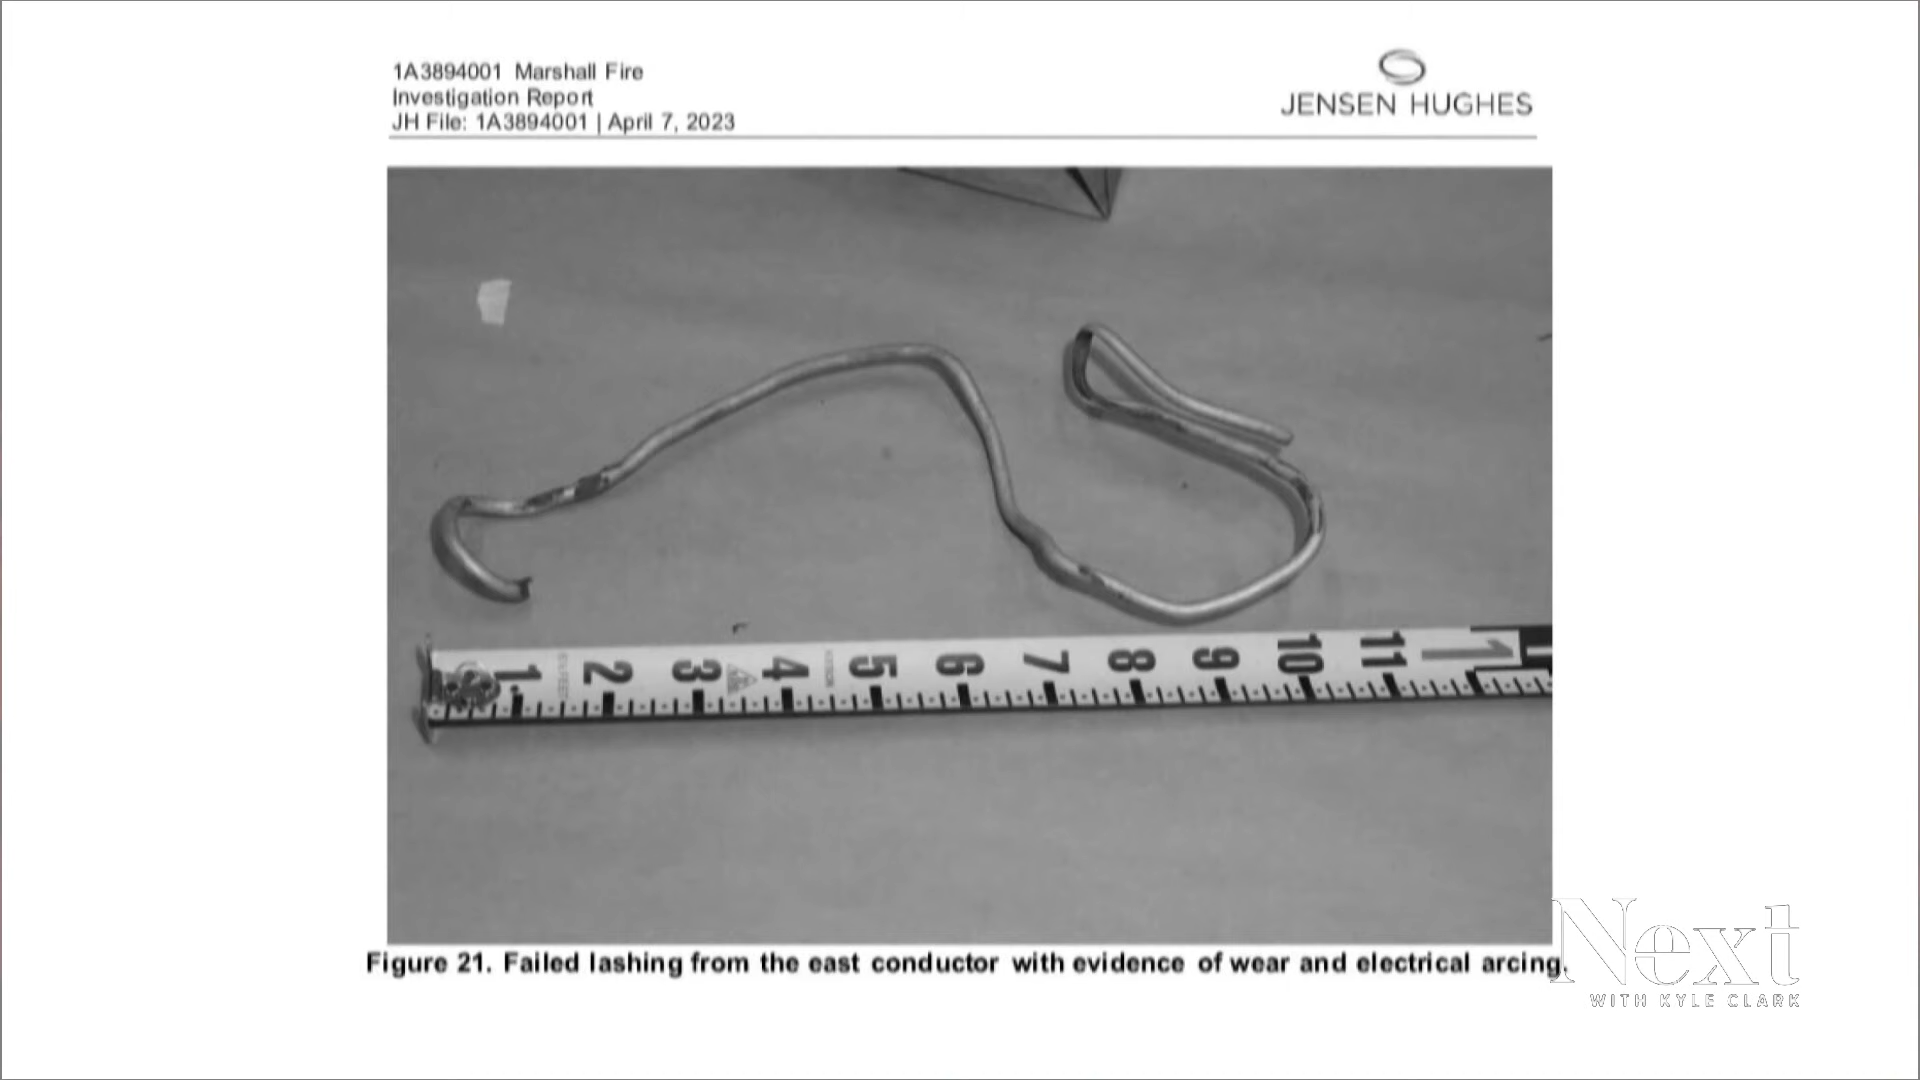 1A3894001 Marshall Fire
Investigation Report
JH File: 1A3894001 | April 7, 2023
JENSEN HUGHES
1 2 3 4 5 6 7 8 9 10 11 1
Figure 21. Failed lashing from the east conductor with evidence of wear and electrical arcing.
Next
WITH KYLE CLARK